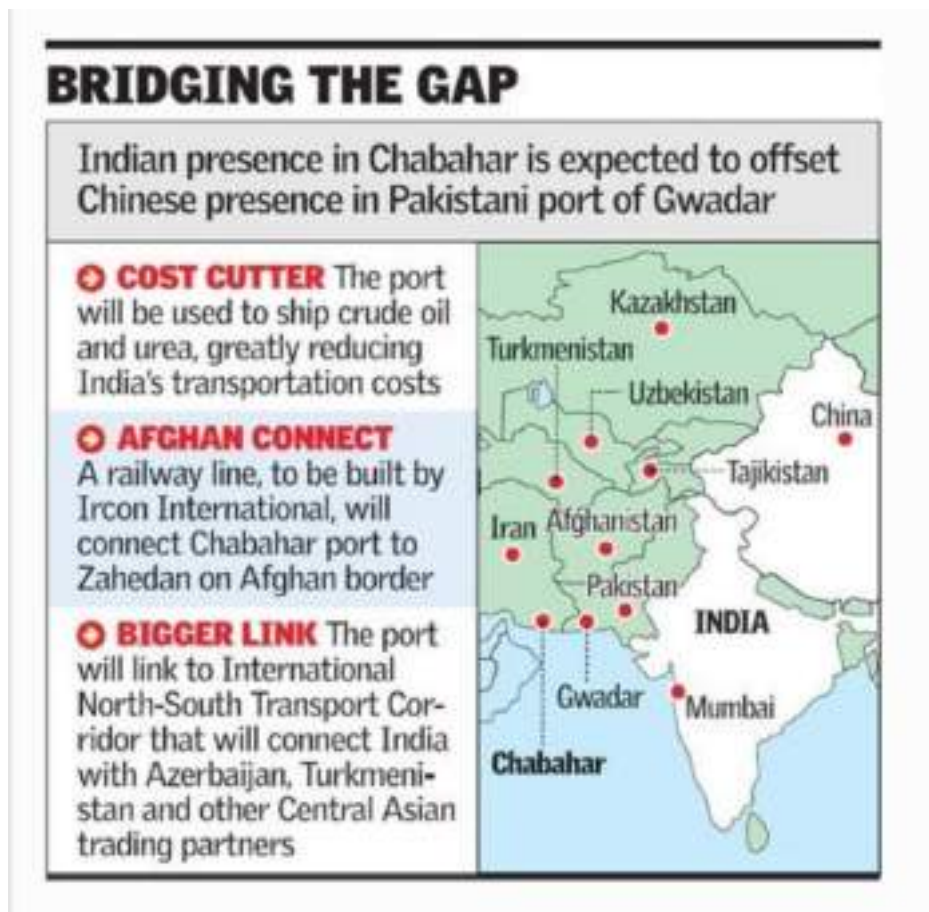 BRIDGING THE GAP
Indian presence in Chabahar is expected to offset
Chinese presence in Pakistani port of Gwadar
COST CUTTER The port
will be used to ship crude oil
and urea, greatly reducing
India's transportation costs
AFGHAN CONNECT
A railway line, to be built by
Ircon International, will
connect Chabahar port to
Zahedan on Afghan border
BIGGER LINK The port
will link to International
North-South Transport Cor-
ridor that will connect India
with Azerbaijan, Turkmeni-
stan and other Central Asian
trading partners
Kazakhstan
Turkmenistan
Uzbekistan
China
Tajikistan
Iran
Afghanistan
Pakistan
INDIA
Gwadar
Mumbai
Chabahar